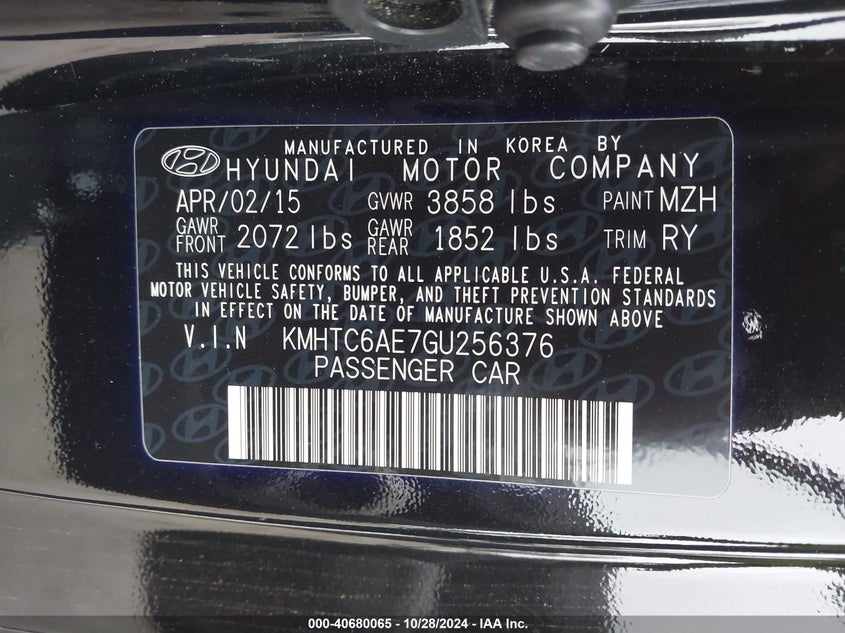 MANUFACTURED IN KOREA BY
HYUNDAI MOTOR COMPANY
APR/02/15 GVWR 3858 lbs PAINT MZH
GAWR FRONT 2072 lbs GAWR REAR 1852 lbs TRIM RY
THIS VEHICLE CONFORMS TO ALL APPLICABLE U.S.A. FEDERAL
MOTOR VEHICLE SAFETY, BUMPER, AND THEFT PREVENTION STANDARDS
IN EFFECT ON THE DATE OF MANUFACTURE SHOWN ABOVE
V.I.N KMHTC6AE7GU256376
PASSENGER CAR
000-40680065 - 10/28/2024 - IAA Inc.